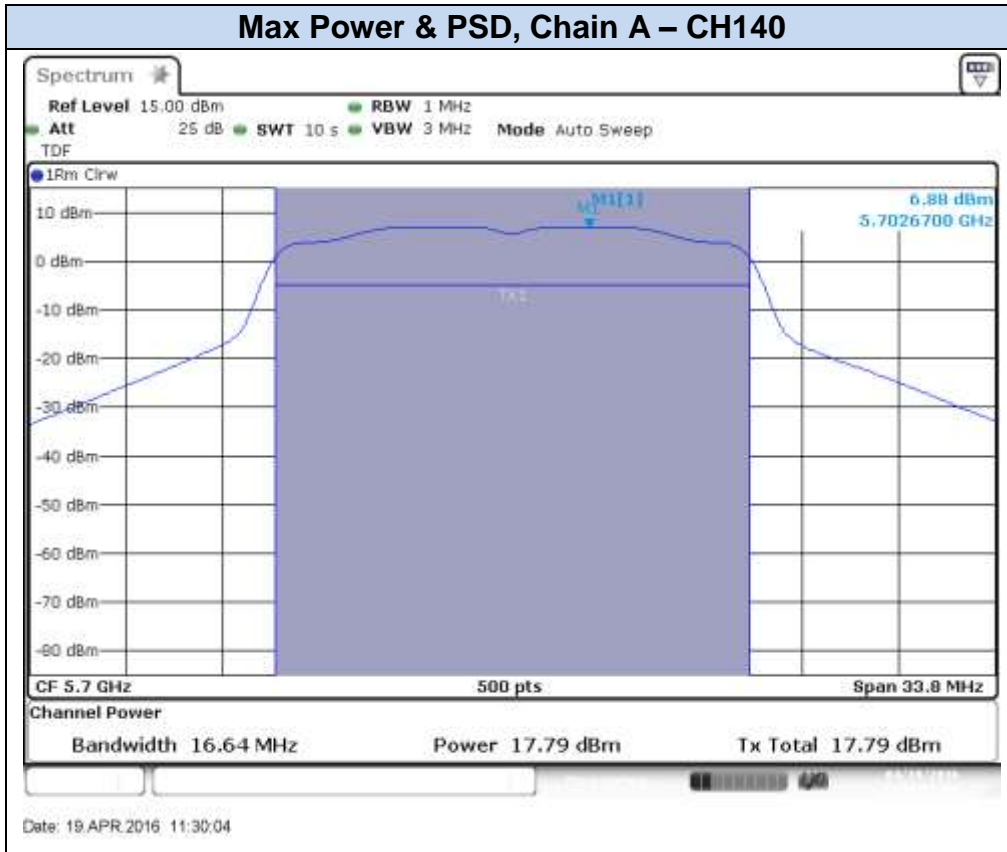 Max Power & PSD, Chain A – CH140
Spectrum
Ref Level 15.00 dBm RBW 1 MHz
Att 25 dB SWT 10 s VBW 3 MHz Mode Auto Sweep
TDF
1Rm Clrw
M1[1] 6.88 dBm
M1
5.7026700 GHz
10 dBm
0 dBm
TX1
-10 dBm
-20 dBm
-30 dBm
-40 dBm
-50 dBm
-60 dBm
-70 dBm
-80 dBm
CF 5.7 GHz 500 pts Span 33.8 MHz
Channel Power
Bandwidth 16.64 MHz Power 17.79 dBm Tx Total 17.79 dBm
Date: 19.APR.2016 11:30:04